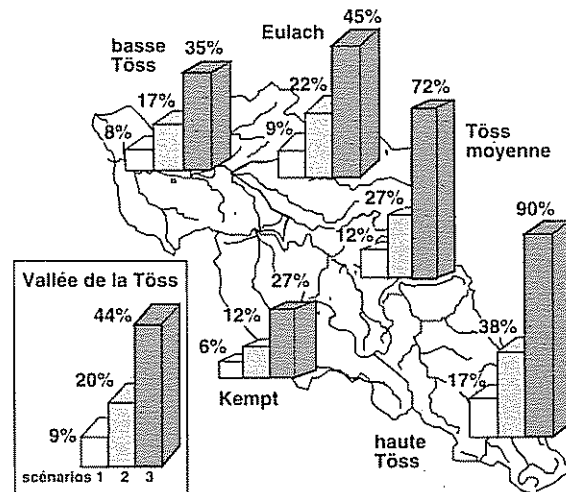 basse
Töss
35%
17%
8%
Eulach
45%
22%
9%
72%
Töss
moyenne
27%
12%
90%
38%
17%
haute
Töss
27%
12%
6%
Kempt
Vallée de la Töss
44%
20%
9%
scénarios 1 2 3